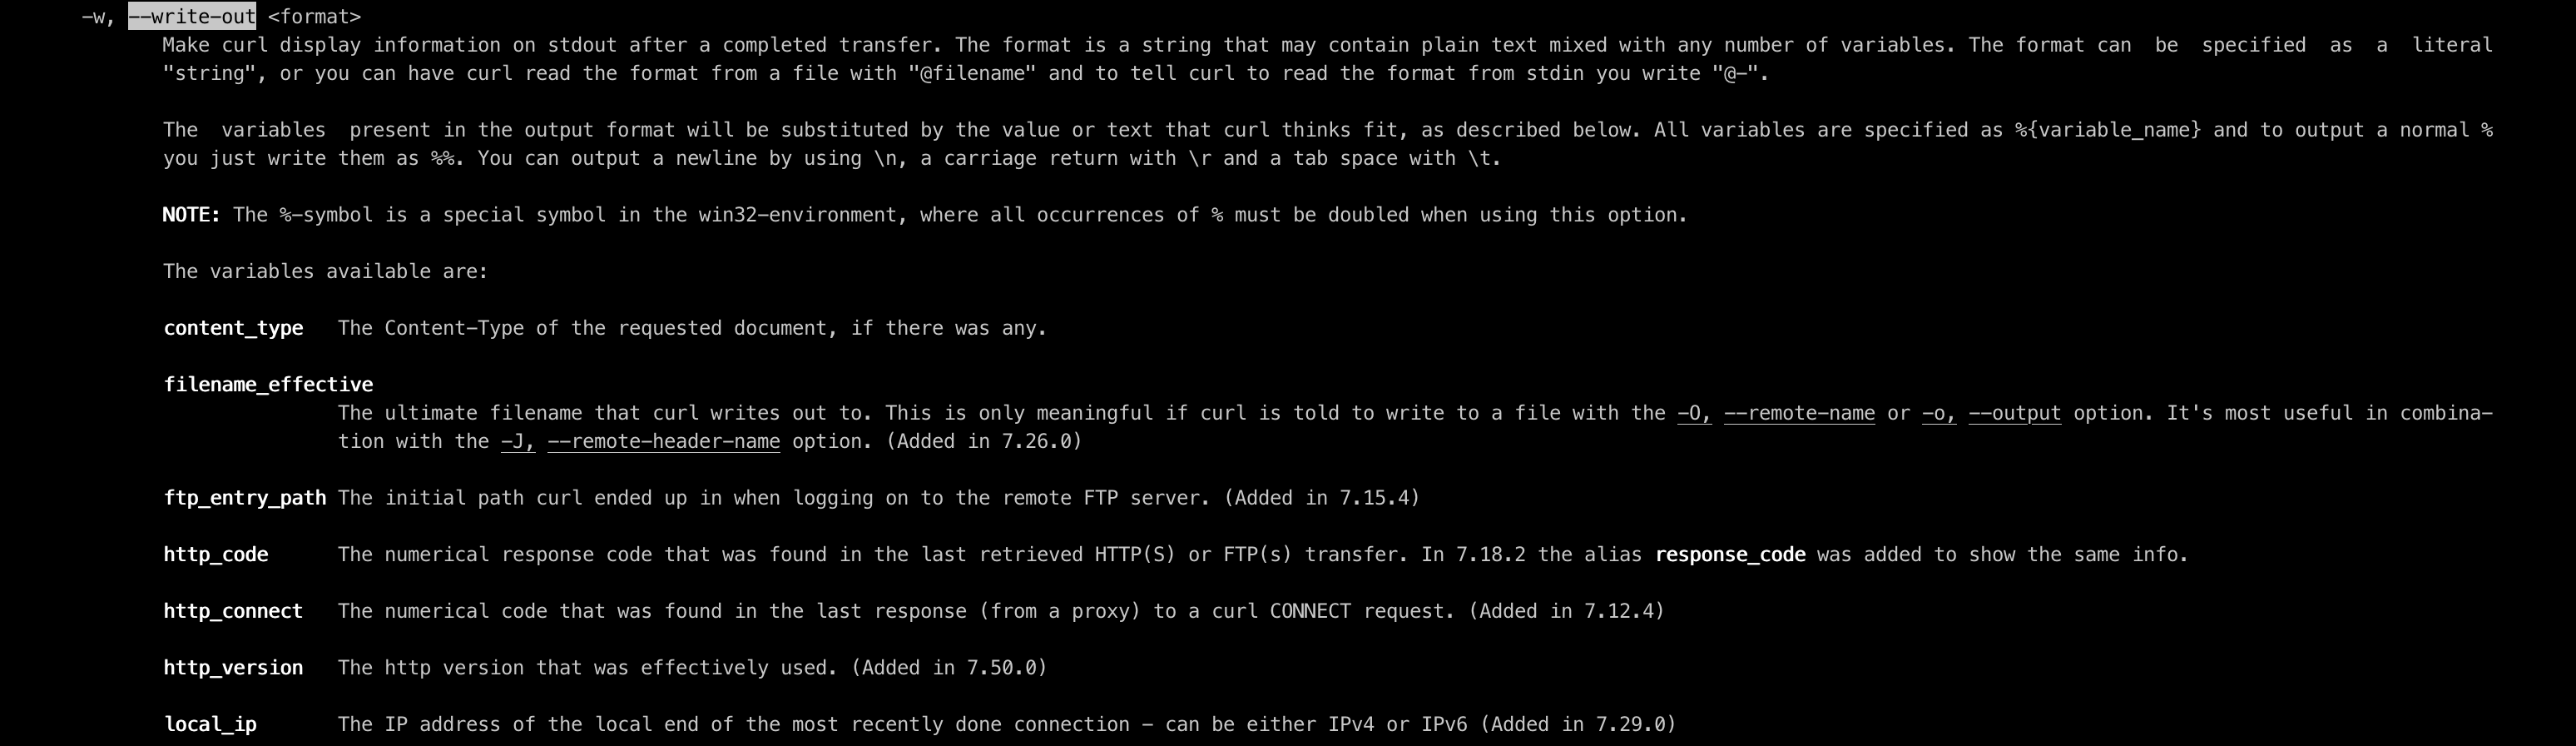 -w, --write-out <format>
Make curl display information on stdout after a completed transfer. The format is a string that may contain plain text mixed with any number of variables. The format can be specified as a literal
"string", or you can have curl read the format from a file with "@filename" and to tell curl to read the format from stdin you write "@-".
The variables present in the output format will be substituted by the value or text that curl thinks fit, as described below. All variables are specified as %{variable_name} and to output a normal %
you just write them as %%. You can output a newline by using \n, a carriage return with \r and a tab space with \t.
NOTE: The %-symbol is a special symbol in the win32-environment, where all occurrences of % must be doubled when using this option.
The variables available are:
content_type The Content-Type of the requested document, if there was any.
filename_effective
The ultimate filename that curl writes out to. This is only meaningful if curl is told to write to a file with the -O, --remote-name or -o, --output option. It's most useful in combina-
tion with the -J, --remote-header-name option. (Added in 7.26.0)
ftp_entry_path The initial path curl ended up in when logging on to the remote FTP server. (Added in 7.15.4)
http_code The numerical response code that was found in the last retrieved HTTP(S) or FTP(s) transfer. In 7.18.2 the alias response_code was added to show the same info.
http_connect The numerical code that was found in the last response (from a proxy) to a curl CONNECT request. (Added in 7.12.4)
http_version The http version that was effectively used. (Added in 7.50.0)
local_ip The IP address of the local end of the most recently done connection - can be either IPv4 or IPv6 (Added in 7.29.0)